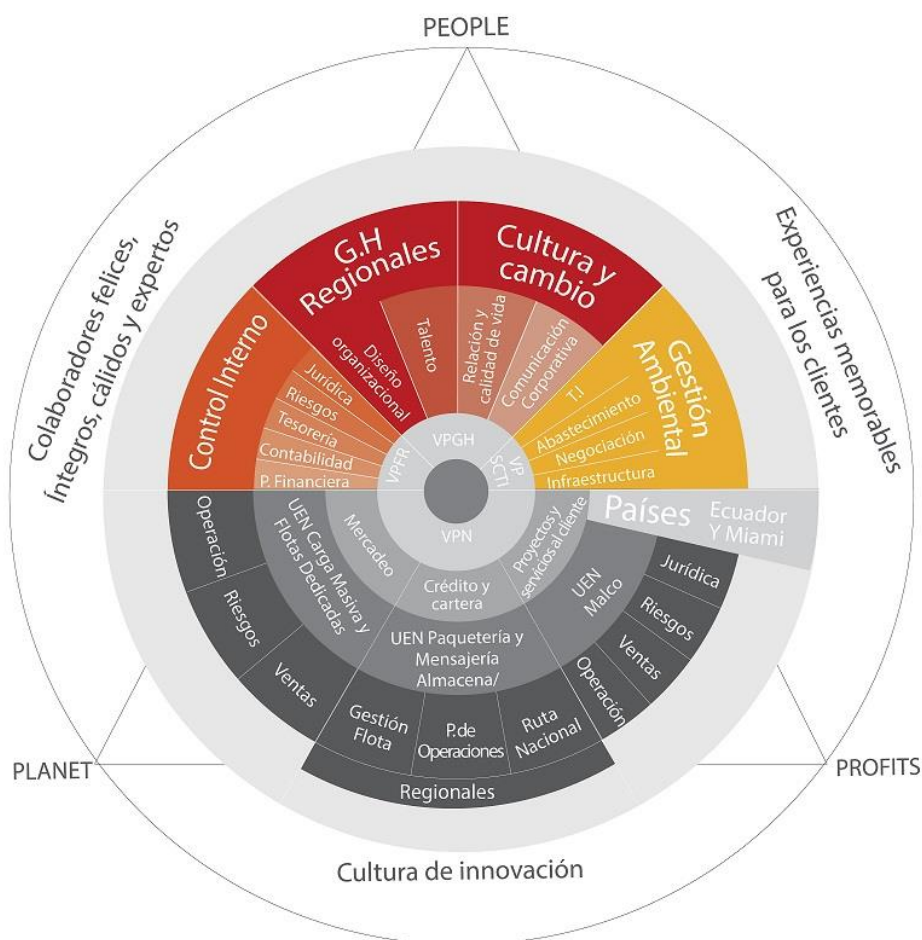 PEOPLE
Colaboradores felices,
Íntegros, cálidos y expertos
Experiencias memorables
para los clientes
G.H
Regionales
Cultura y
cambio
Control Interno
Gestión
Ambiental
Diseño
organizacional
Talento
Relación y
calidad de vida
Comunicación
Corporativa
Jurídica
Riesgos
Tesorería
Contabilidad
P. Financiera
T.I
Abastecimiento
Negociación
Infraestructura
VPGH
VPFR
VP
SCTI
VPN
Países
Ecuador
Y Miami
Operación
Riesgos
Ventas
UEN Carga Masiva y
Flotas Dedicadas
Mercadeo
Crédito y
cartera
Proyectos y
servicios al cliente
UEN Paquetería y
Mensajería
Almacena/
UEN
Malco
Jurídica
Riesgos
Ventas
Operación
Gestión
Flota
P. de
Operaciones
Ruta
Nacional
Regionales
PLANET
PROFITS
Cultura de innovación